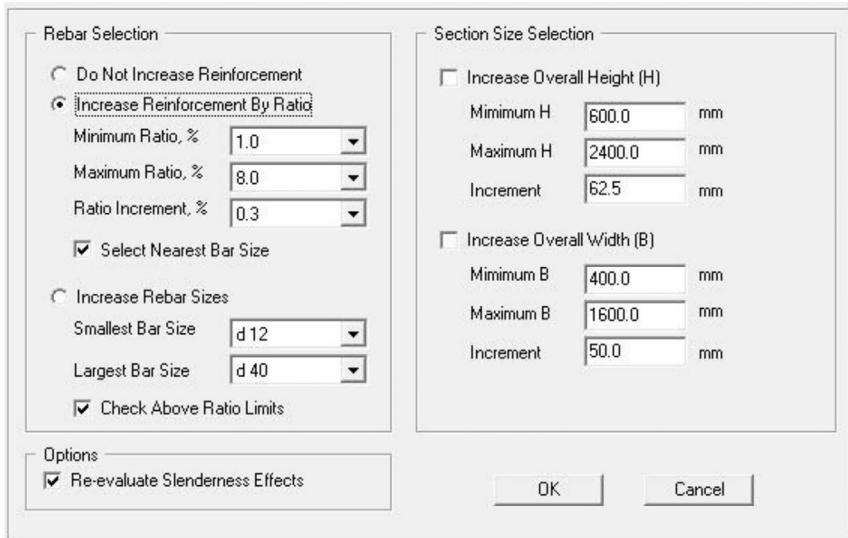 Rebar Selection
Do Not Increase Reinforcement
Increase Reinforcement By Ratio
Minimum Ratio, % 1.0
Maximum Ratio, % 8.0
Ratio Increment, % 0.3
Select Nearest Bar Size
Increase Rebar Sizes
Smallest Bar Size d 12
Largest Bar Size d 40
Check Above Ratio Limits
Options
Re-evaluate Slenderness Effects
Section Size Selection
Increase Overall Height (H)
Mimimum H 600.0 mm
Maximum H 2400.0 mm
Increment 62.5 mm
Increase Overall Width (B)
Mimimum B 400.0 mm
Maximum B 1600.0 mm
Increment 50.0 mm
OK Cancel